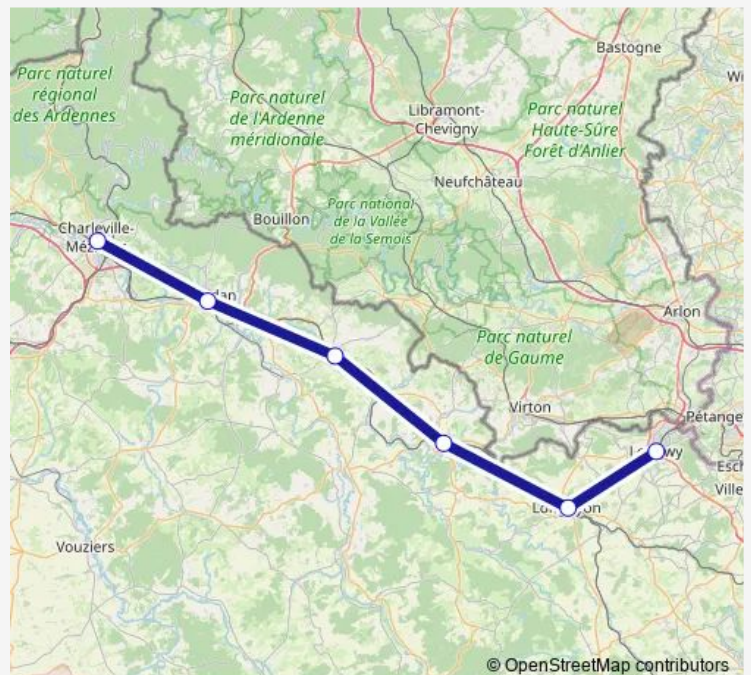 Bastogne
Parc naturel
régional
des Ardennes
Parc naturel
de l'Ardenne
méridionale
Libramont-
Chevigny
Parc naturel
Haute-Sûre
Forêt d'Anlier
Neufchâteau
Parc national
de la Vallée
de la Semois
Bouillon
Charleville-
Arlon
Parc naturel
de Gaume
Virton
Pétange
Esch
Ville
Vouziers
© OpenStreetMap contributors